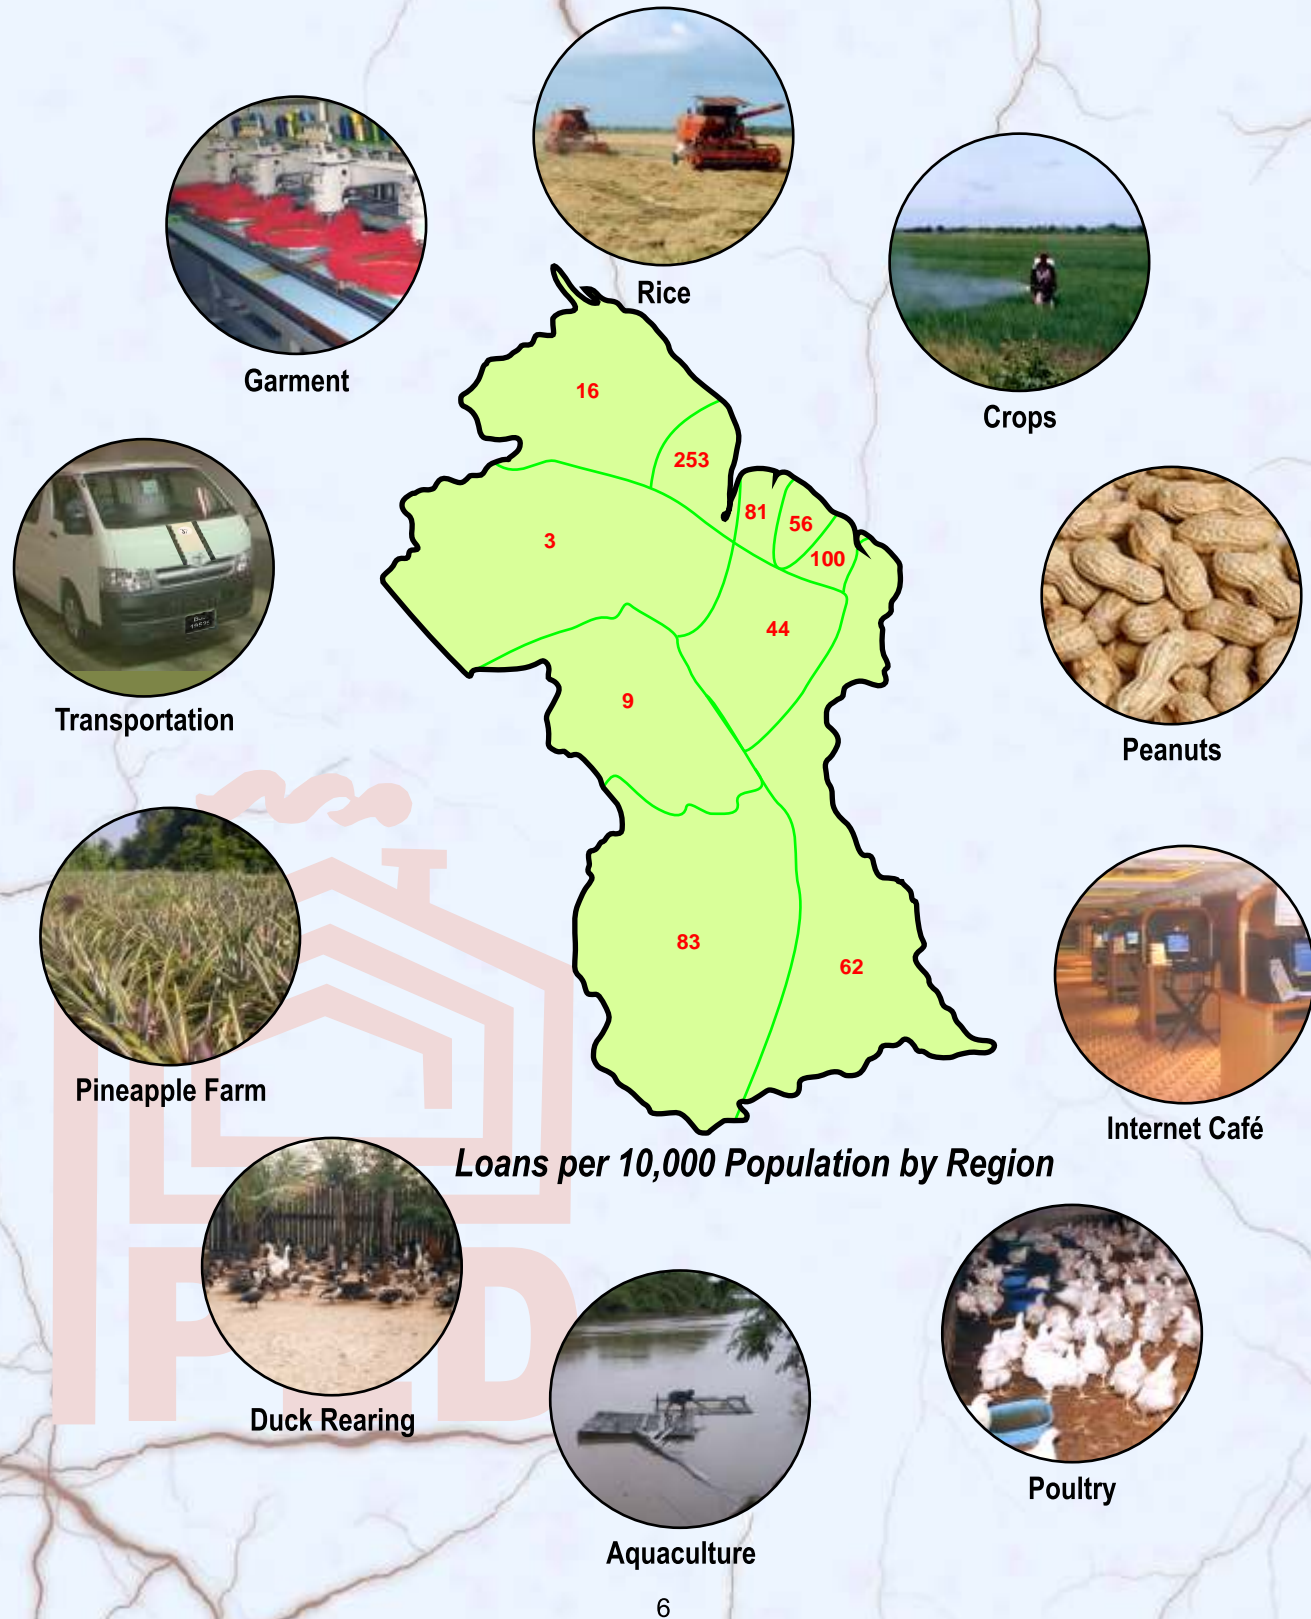 Rice
Garment
Crops
16
253
81
56
3
100
44
9
Transportation
Peanuts
83
62
Pineapple Farm
Internet Café
Loans per 10,000 Population by Region
Duck Rearing
Poultry
Aquaculture
6